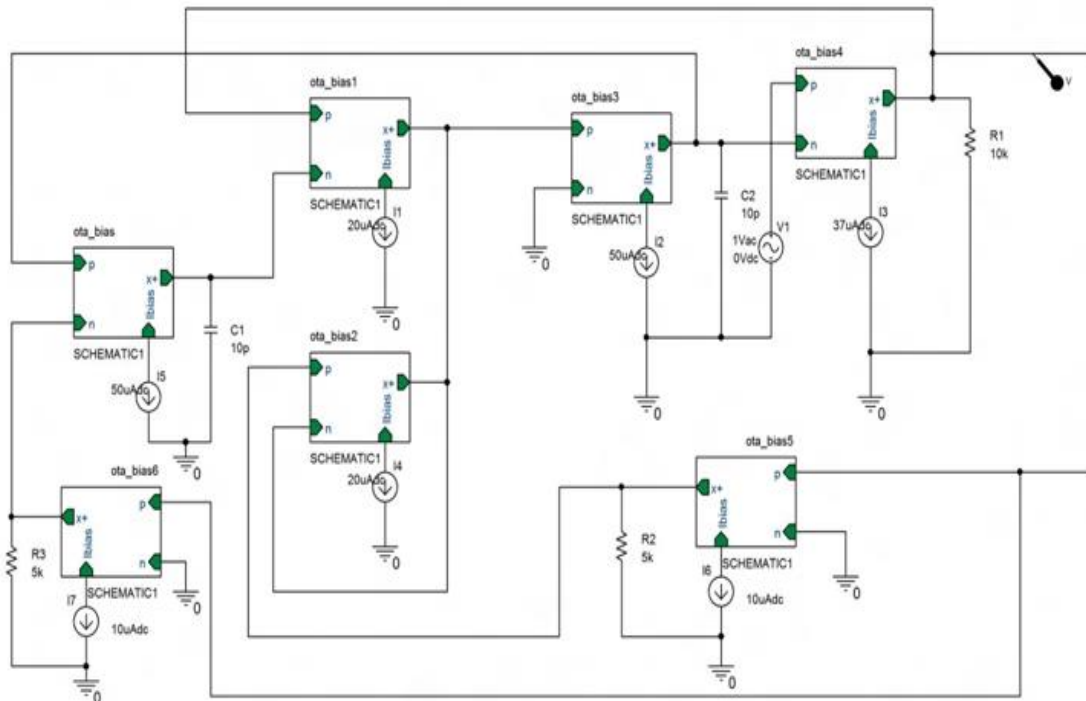 ota_bias1
p
n
x+
Ibias
SCHEMATIC1
I1
20uAdc
0
ota_bias3
p
n
x+
Ibias
SCHEMATIC1
I2
50uAdc
0
0
C2
10p
V1
1Vac
0Vdc
ota_bias4
p
n
x+
Ibias
SCHEMATIC1
I3
37uAdc
0
R1
10k
V
ota_bias
p
n
x+
Ibias
SCHEMATIC1
I5
50uAdc
0
C1
10p
ota_bias2
p
n
x+
Ibias
SCHEMATIC1
I4
20uAdc
0
ota_bias6
x+
p
n
Ibias
SCHEMATIC1
I7
10uAdc
0
0
R3
5k
ota_bias5
x+
p
n
Ibias
SCHEMATIC1
I6
10uAdc
0
0
R2
5k